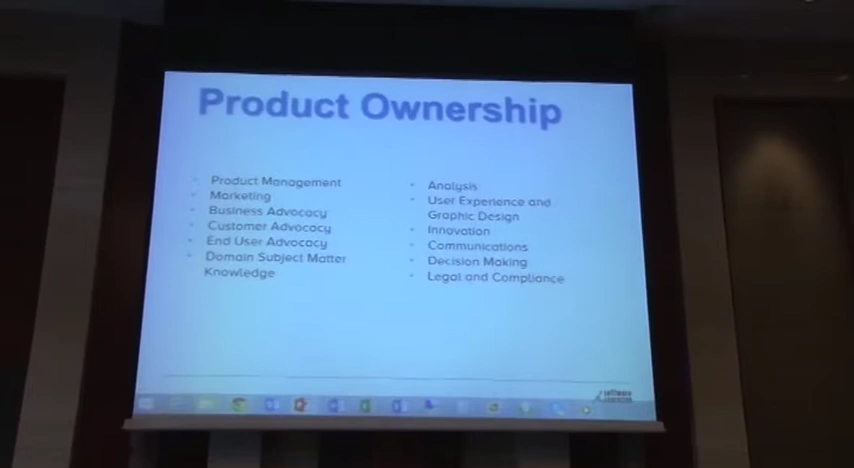 Product Ownership
Product Management
Marketing
Business Advocacy
Customer Advocacy
End User Advocacy
Domain Subject Matter
Knowledge
Analysis
User Experience and
Graphic Design
Innovation
Communications
Decision Making
Legal and Compliance
software